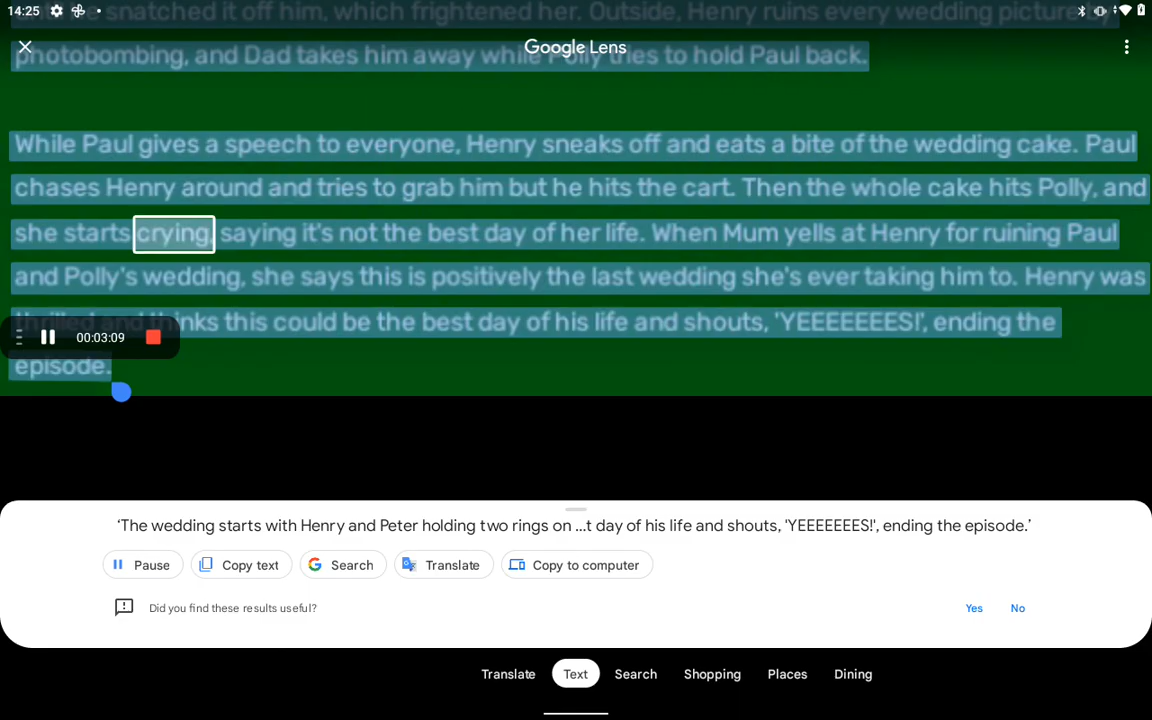 14:25
snatched it off him, which frightened her. Outside. Henry ruins every wedding picture
Google Lens
photobombing, and Dad takes him away while Polly tries to hold Paul back.
While Paul gives a speech to everyone, Henry sneaks off and eats a bite of the wedding cake. Paul
chases Henry around and tries to grab him but he hits the cart. Then the whole cake hits Polly, and
she starts crying, saying it's not the best day of her life. When Mum yells at Henry for ruining Paul
and Polly's wedding, she says this is positively the last wedding she's ever taking him to. Henry was
this could be the best day of his life and shouts, 'YEEEEEEES!', ending the
00:03:09
episode.
‘The wedding starts with Henry and Peter holding two rings on ...t day of his life and shouts, 'YEEEEEEES!', ending the episode.’
Pause Copy text Search Translate Copy to computer
Did you find these results useful? Yes No
Translate Text Search Shopping Places Dining